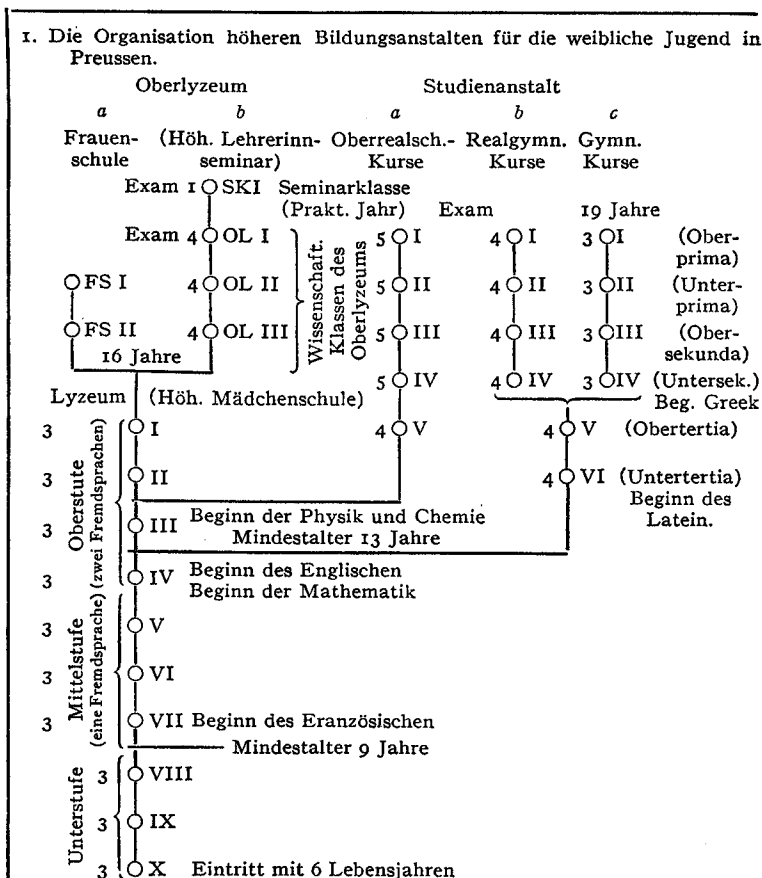 1. Die Organisation höheren Bildungsanstalten für die weibliche Jugend in
Preussen.
Oberlyzeum Studienanstalt
a b a b c
Frauen- (Höh. Lehrerinn- Oberrealsch.- Realgymn. Gymn.
schule seminar) Kurse Kurse Kurse
Exam 1 SKI Seminarklasse
(Prakt. Jahr) Exam 19 Jahre
Exam 4 OL I 5 I 4 I 3 I (Ober-
prima)
FS I 4 OL II 5 II 4 II 3 II (Unter-
prima)
FS II 4 OL III 5 III 4 III 3 III (Ober-
sekunda)
Wissenschaft.
Klassen des
Oberlyzeums
16 Jahre
5 IV 4 IV 3 IV (Untersek.)
Beg. Greek
Lyzeum (Höh. Mädchenschule)
3 I 4 V 4 V (Obertertia)
3 II 4 VI (Untertertia)
Beginn des
Latein.
3 III Beginn der Physik und Chemie
Mindestalter 13 Jahre
3 IV Beginn des Englischen
Beginn der Mathematik
Oberstute
(zwei Fremdsprachen)
3 V
3 VI
3 VII Beginn des Eranzösischen
Mittelstufe
(eine Fremdsprache)
Mindestalter 9 Jahre
3 VIII
3 IX
3 X Eintritt mit 6 Lebensjahren
Unterstufe